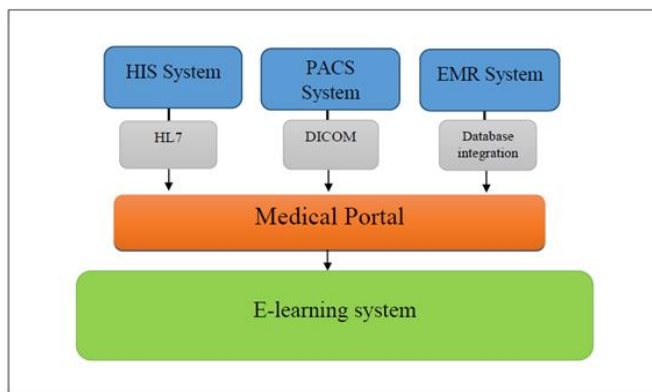 HIS System
PACS
System
EMR System
HL7
DICOM
Database
integration
Medical Portal
E-learning system